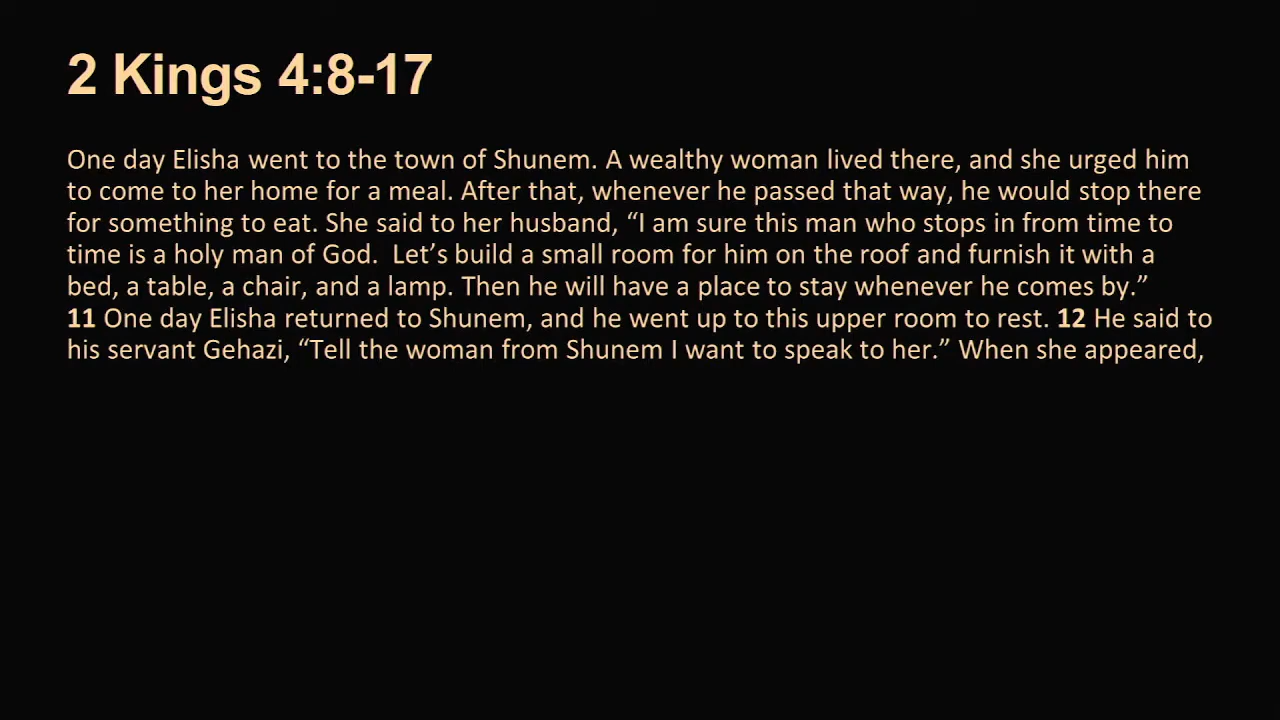 2 Kings 4:8-17
One day Elisha went to the town of Shunem. A wealthy woman lived there, and she urged him
to come to her home for a meal. After that, whenever he passed that way, he would stop there
for something to eat. She said to her husband, “I am sure this man who stops in from time to
time is a holy man of God.  Let’s build a small room for him on the roof and furnish it with a
bed, a table, a chair, and a lamp. Then he will have a place to stay whenever he comes by.”
11 One day Elisha returned to Shunem, and he went up to this upper room to rest. 12 He said to
his servant Gehazi, “Tell the woman from Shunem I want to speak to her.” When she appeared,